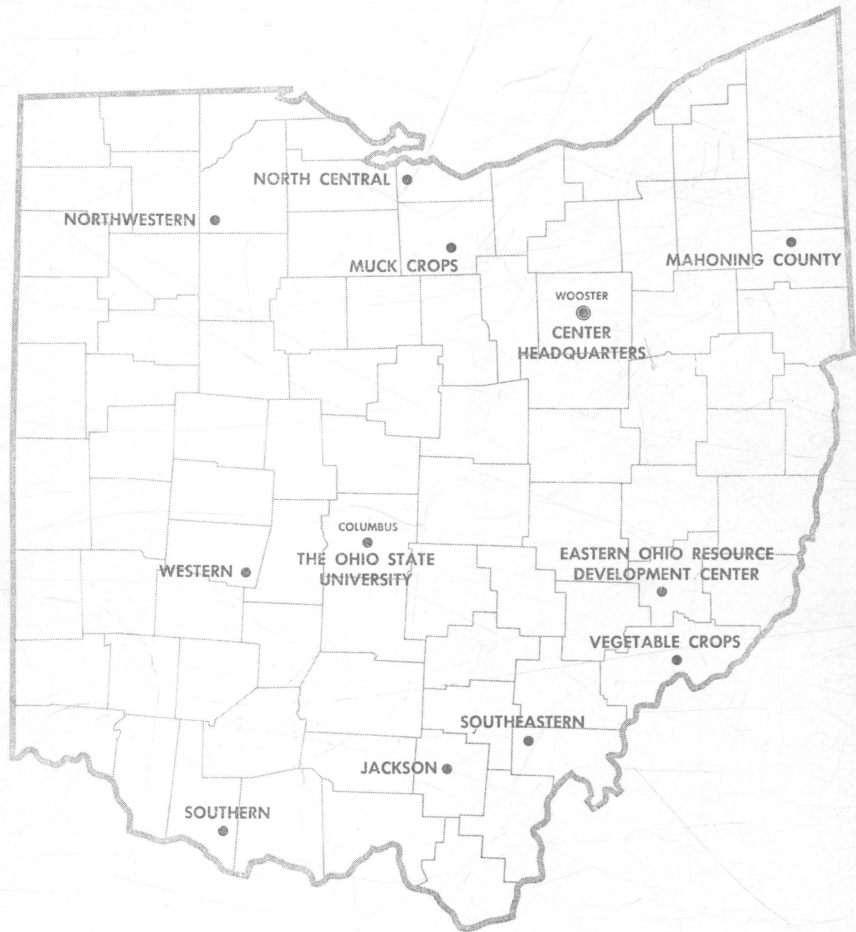 NORTH CENTRAL
NORTHWESTERN
MUCK CROPS
MAHONING COUNTY
WOOSTER
CENTER
HEADQUARTERS
COLUMBUS
THE OHIO STATE
UNIVERSITY
WESTERN
EASTERN OHIO RESOURCE
DEVELOPMENT CENTER
VEGETABLE CROPS
SOUTHEASTERN
JACKSON
SOUTHERN